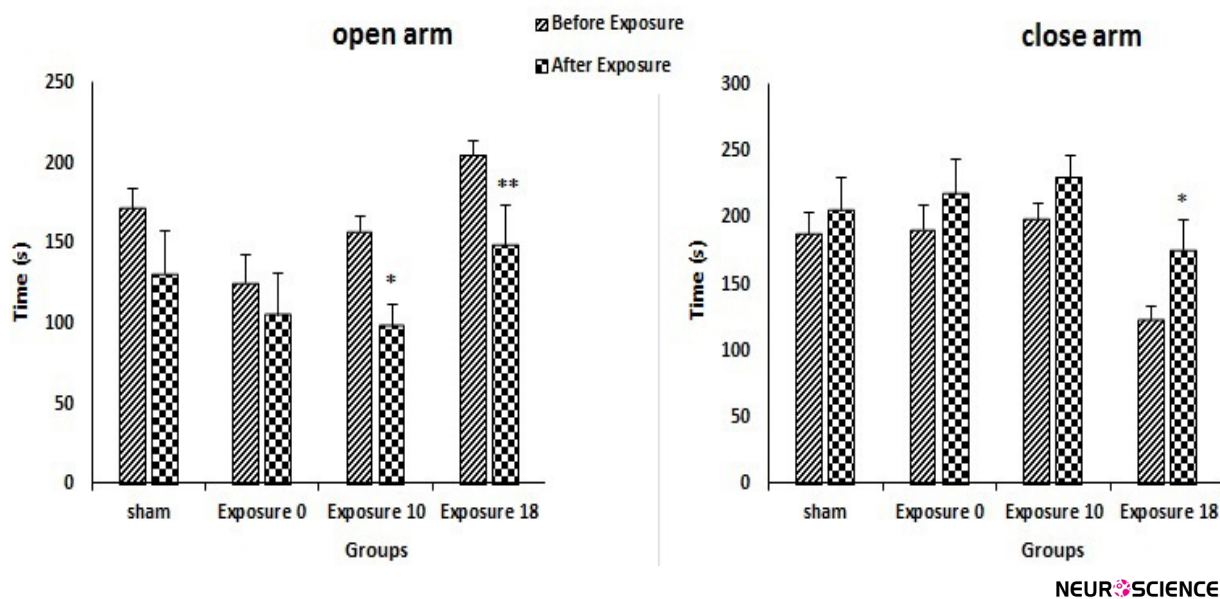 Before Exposure
After Exposure
open arm
250
200
150
100
50
0
Time (s)
*
**
sham Exposure 0 Exposure 10 Exposure 18
Groups
close arm
300
250
200
150
100
50
0
Time (s)
*
sham Exposure 0 Exposure 10 Exposure 18
Groups
NEUROSCIENCE